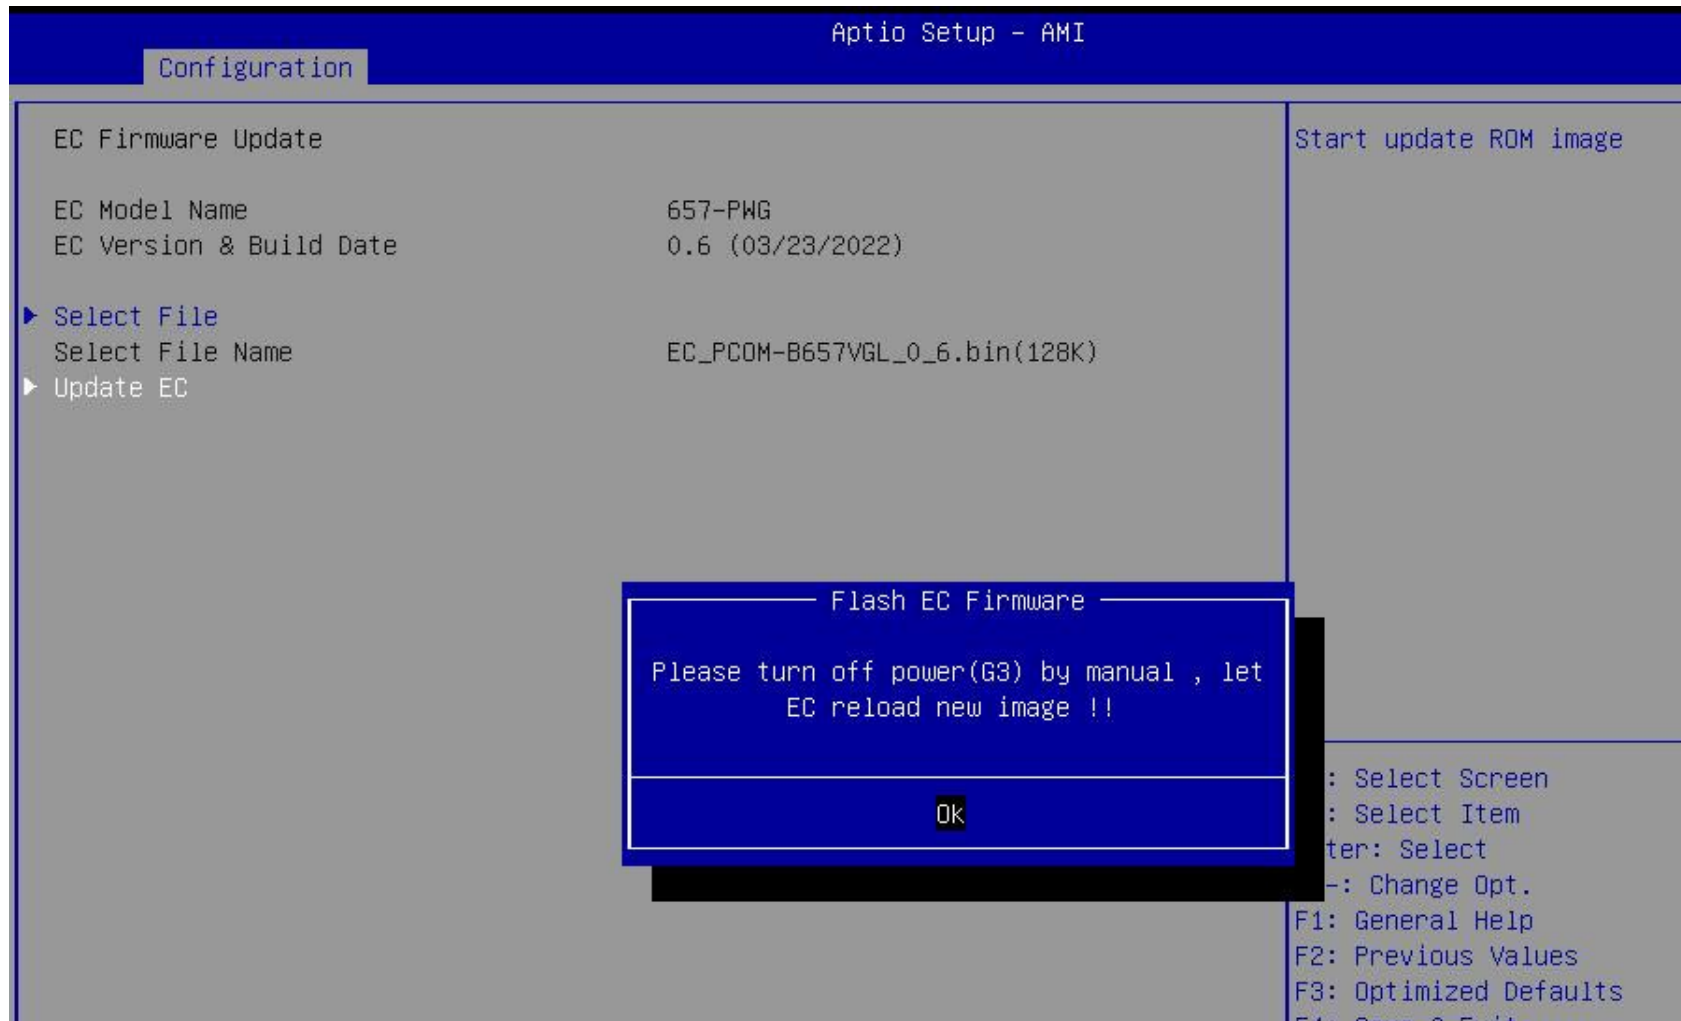 Aptio Setup – AMI
Configuration
EC Firmware Update
EC Model Name 657-PWG
EC Version & Build Date 0.6 (03/23/2022)
Select File
Select File Name EC_PCOM-B657VGL_0_6.bin(128K)
Update EC
Start update ROM image
Flash EC Firmware
Please turn off power(G3) by manual , let
EC reload new image !!
Ok
: Select Screen
: Select Item
ter: Select
-: Change Opt.
F1: General Help
F2: Previous Values
F3: Optimized Defaults